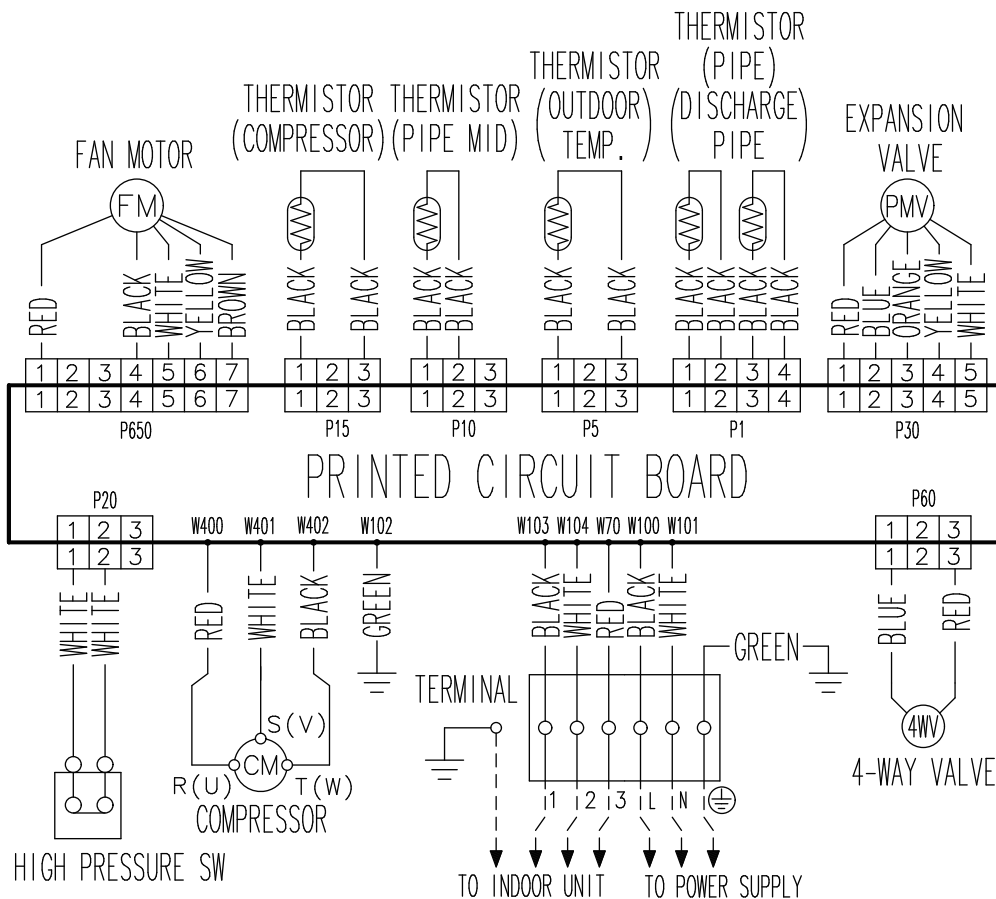 THERMISTOR
(PIPE)
(DISCHARGE
PIPE)
THERMISTOR
(OUTDOOR
TEMP.)
THERMISTOR
(COMPRESSOR)
THERMISTOR
(PIPE MID)
EXPANSION
VALVE
FAN MOTOR
FM
PMV
RED
BLACK
WHITE
YELLOW
BROWN
BLACK
BLACK
BLACK
BLACK
BLACK
BLACK
BLACK
BLACK
BLACK
BLACK
RED
BLUE
ORANGE
YELLOW
WHITE
1 2 3 4 5 6 7
1 2 3 4 5 6 7
P650
1 2 3
1 2 3
P15
1 2 3
1 2 3
P10
1 2 3
1 2 3
P5
1 2 3 4
1 2 3 4
P1
1 2 3 4 5
1 2 3 4 5
P30
PRINTED CIRCUIT BOARD
P20
1 2 3
1 2 3
W400 W401 W402 W102
W103 W104 W70 W100 W101
P60
1 2 3
1 2 3
WHITE
WHITE
RED
WHITE
BLACK
GREEN
BLACK
WHITE
RED
BLACK
WHITE
GREEN
BLUE
RED
TERMINAL
S(V)
CM
R(U)
T(W)
COMPRESSOR
4WV
4-WAY VALVE
1 2 3 L N
HIGH PRESSURE SW
TO INDOOR UNIT
TO POWER SUPPLY